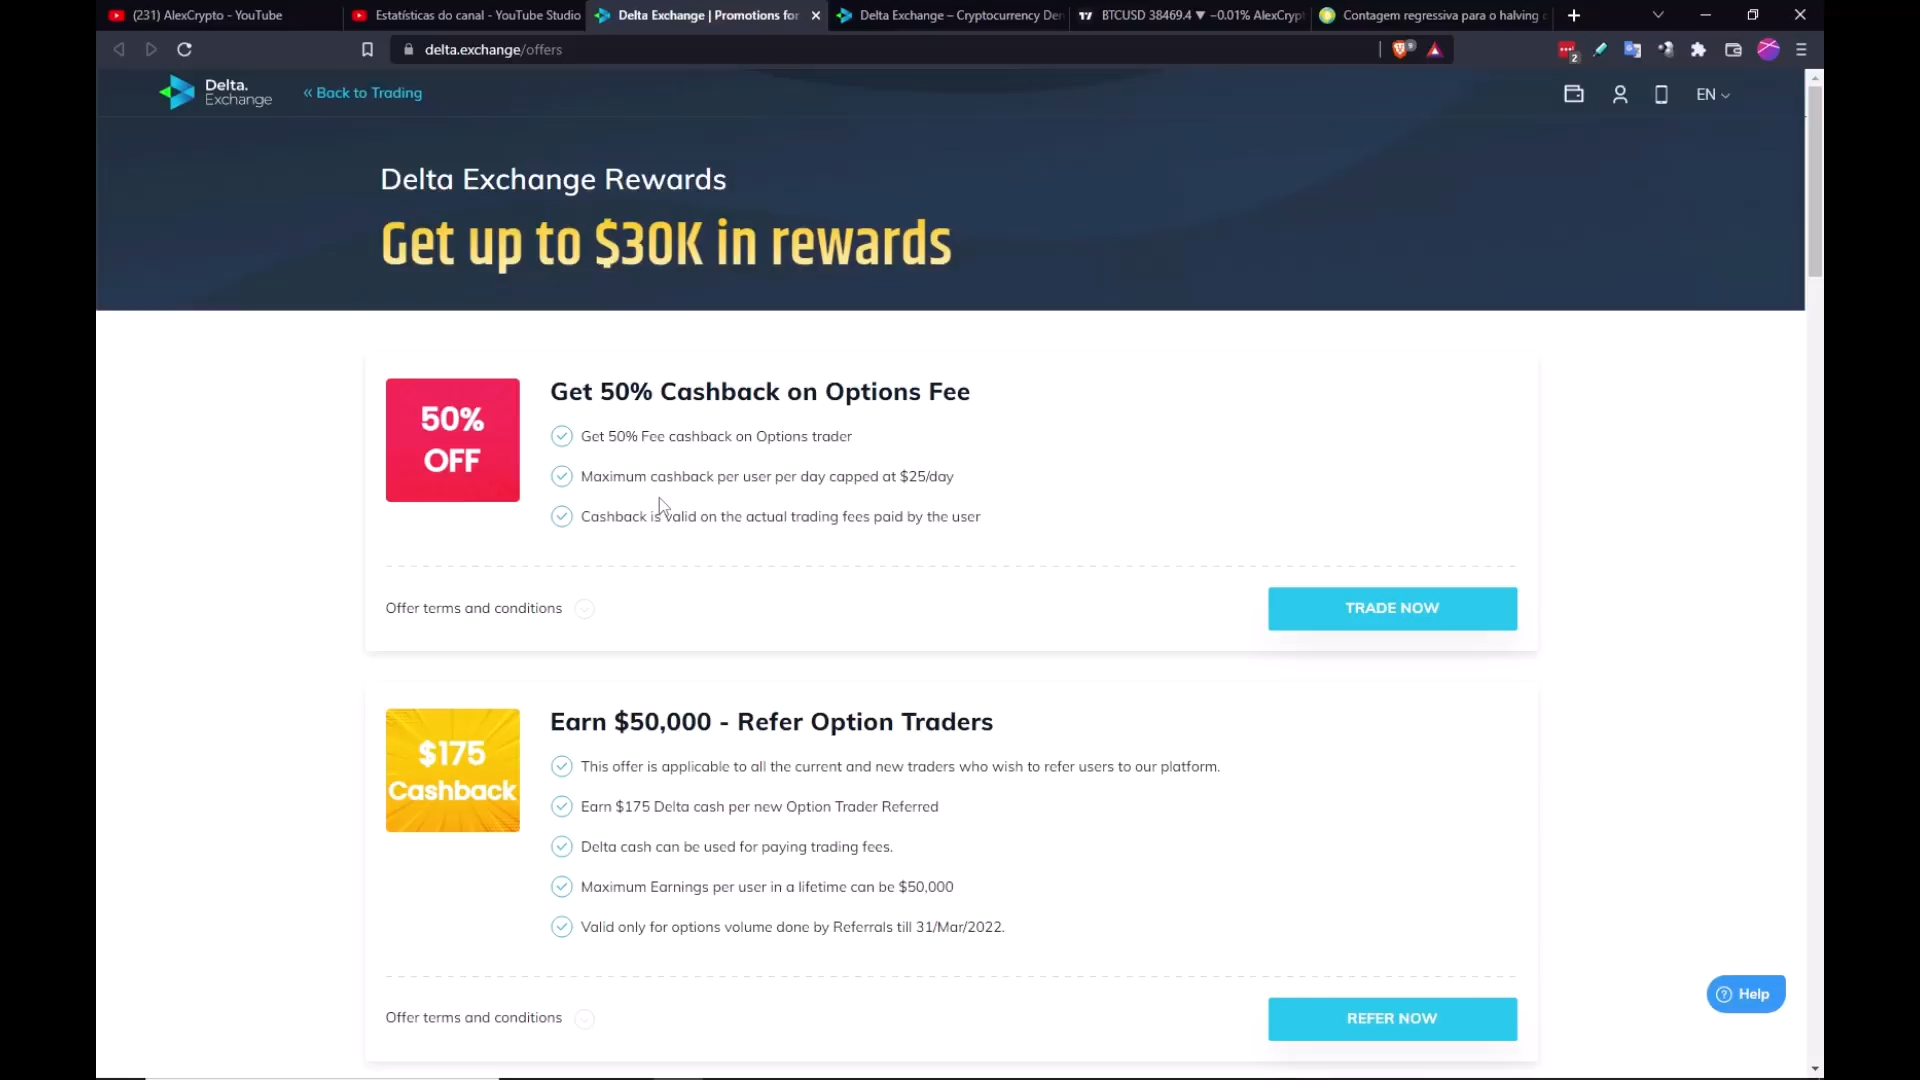 (231) AlexCrypto - YouTube
Estatísticas do canal - YouTube Studio
Delta Exchange | Promotions for
Delta Exchange – Cryptocurrency Der
BTCUSD 38469.4 ▼ −0.01% AlexCrypt
Contagem regressiva para o halving
delta.exchange/offers
9
2
Delta.
Exchange
« Back to Trading
EN
Delta Exchange Rewards
Get up to $30K in rewards
50%
OFF
Get 50% Cashback on Options Fee
Get 50% Fee cashback on Options trader
Maximum cashback per user per day capped at $25/day
Cashback is valid on the actual trading fees paid by the user
Offer terms and conditions
TRADE NOW
$175
Cashback
Earn $50,000 - Refer Option Traders
This offer is applicable to all the current and new traders who wish to refer users to our platform.
Earn $175 Delta cash per new Option Trader Referred
Delta cash can be used for paying trading fees.
Maximum Earnings per user in a lifetime can be $50,000
Valid only for options volume done by Referrals till 31/Mar/2022.
Offer terms and conditions
REFER NOW
Help